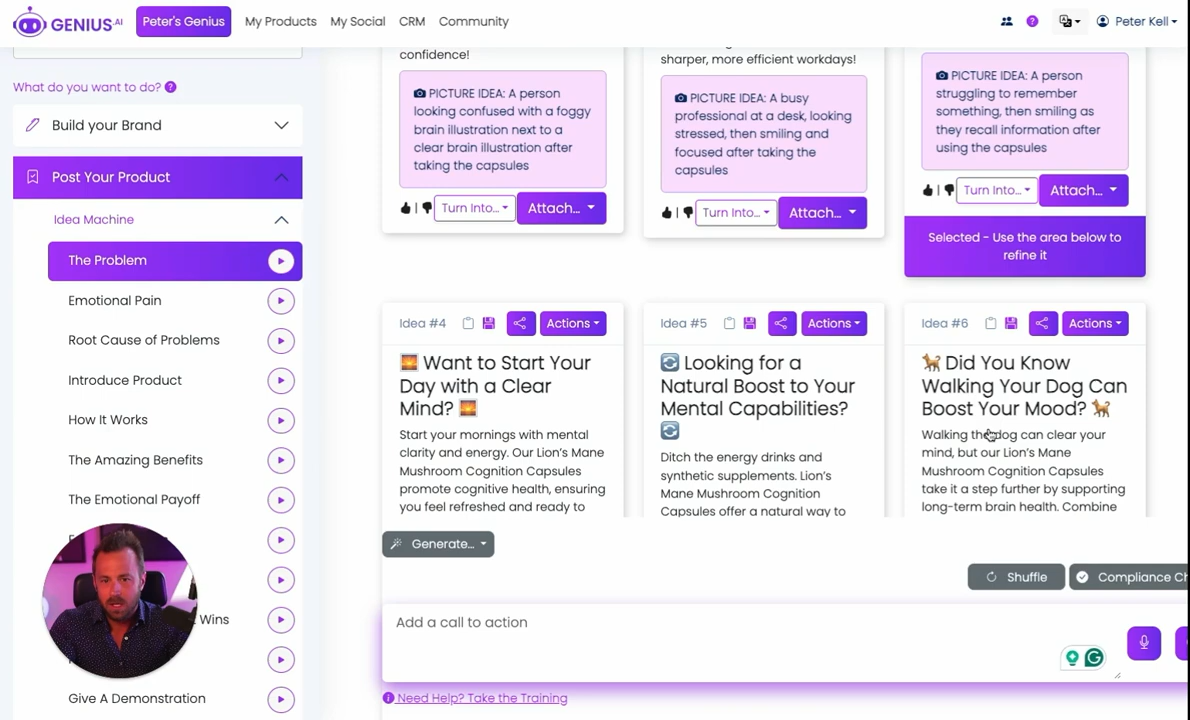 GENIUS.AI
Peter's Genius
My Products
My Social
CRM
Community
Peter Kell
What do you want to do?
Build your Brand
Post Your Product
Idea Machine
The Problem
Emotional Pain
Root Cause of Problems
Introduce Product
How It Works
The Amazing Benefits
The Emotional Payoff
Wins
Give A Demonstration
confidence!
PICTURE IDEA: A person
looking confused with a foggy
brain illustration next to a
clear brain illustration after
taking the capsules
Turn Into...
Attach...
sharper, more efficient workdays!
PICTURE IDEA: A busy
professional at a desk, looking
stressed, then smiling and
focused after taking the
capsules
Turn Into...
Attach...
PICTURE IDEA: A person
struggling to remember
something, then smiling as
they recall information after
using the capsules
Turn Into...
Attach...
Selected - Use the area below to
refine it
Idea #4
Actions
Want to Start Your
Day with a Clear
Mind?
Start your mornings with mental
clarity and energy. Our Lion's Mane
Mushroom Cognition Capsules
promote cognitive health, ensuring
you feel refreshed and ready to
Idea #5
Actions
Looking for a
Natural Boost to Your
Mental Capabilities?
Ditch the energy drinks and
synthetic supplements. Lion's
Mane Mushroom Cognition
Capsules offer a natural way to
Idea #6
Actions
Did You Know
Walking Your Dog Can
Boost Your Mood?
Walking the dog can clear your
mind, but our Lion's Mane
Mushroom Cognition Capsules
take it a step further by supporting
long-term brain health. Combine
Generate...
Shuffle
Compliance Ch
Add a call to action
Need Help? Take the Training